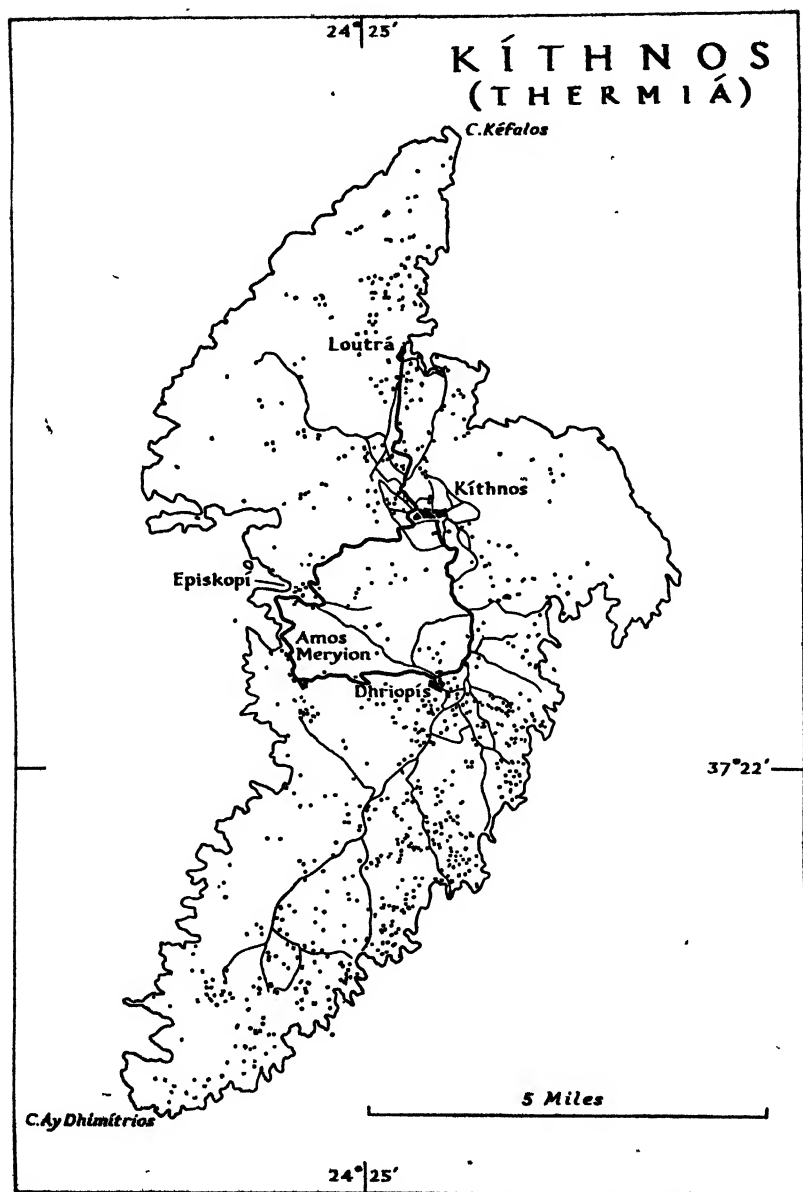 24° 25′
KÍTHNOS
(THERMIÁ)
C. Kéfalos
Loutrá
Kíthnos
Episkopí
Amos
Meryion
Dhriopís
37° 22′
5 Miles
C. Ay Dhimítrios
24° 25′